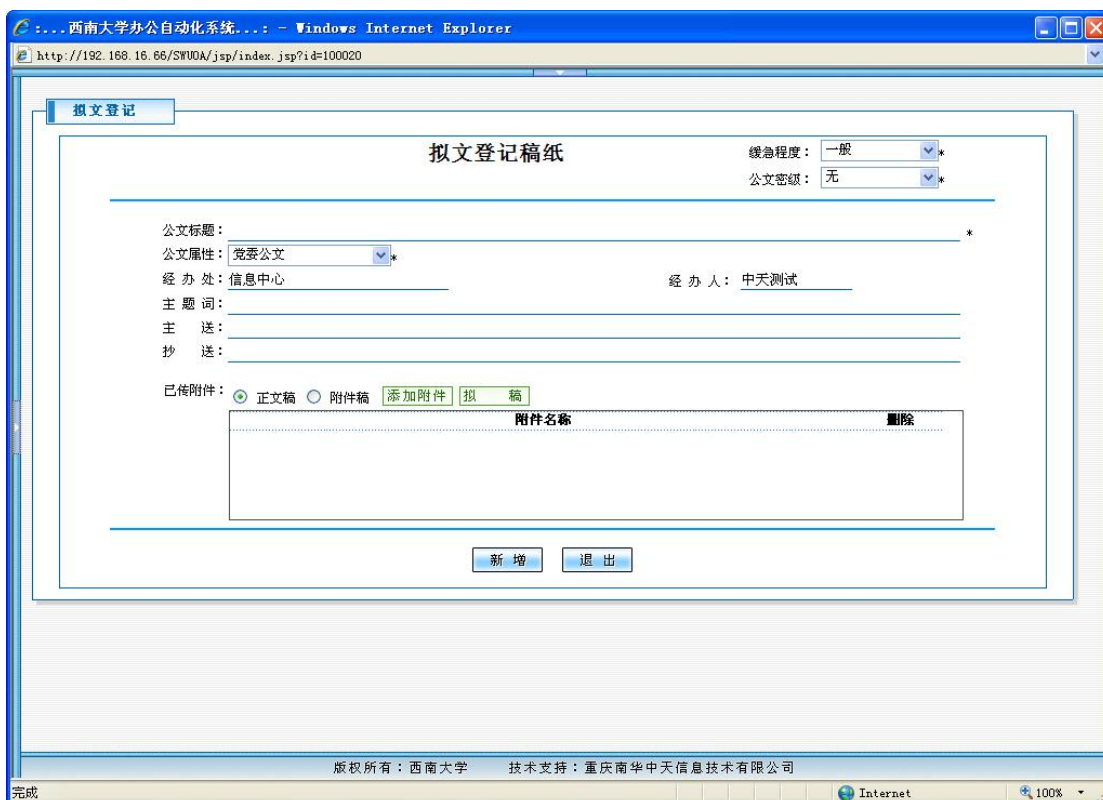 :...西南大学办公自动化系统...: - Windows Internet Explorer
http://192.168.16.66/SWUOA/jsp/index.jsp?id=100020
拟文登记
拟文登记稿纸
缓急程度: 一般 *
公文密级: 无 *
公文标题: *
公文属性: 党委公文 *
经 办 处: 信息中心 经 办 人: 中天测试
主 题 词:
主 送:
抄 送:
已传附件: 正文稿 附件稿 添加附件 拟 稿
附件名称 删除
新 增 退 出
版权所有:西南大学 技术支持:重庆南华中天信息技术有限公司
完成 Internet 100%